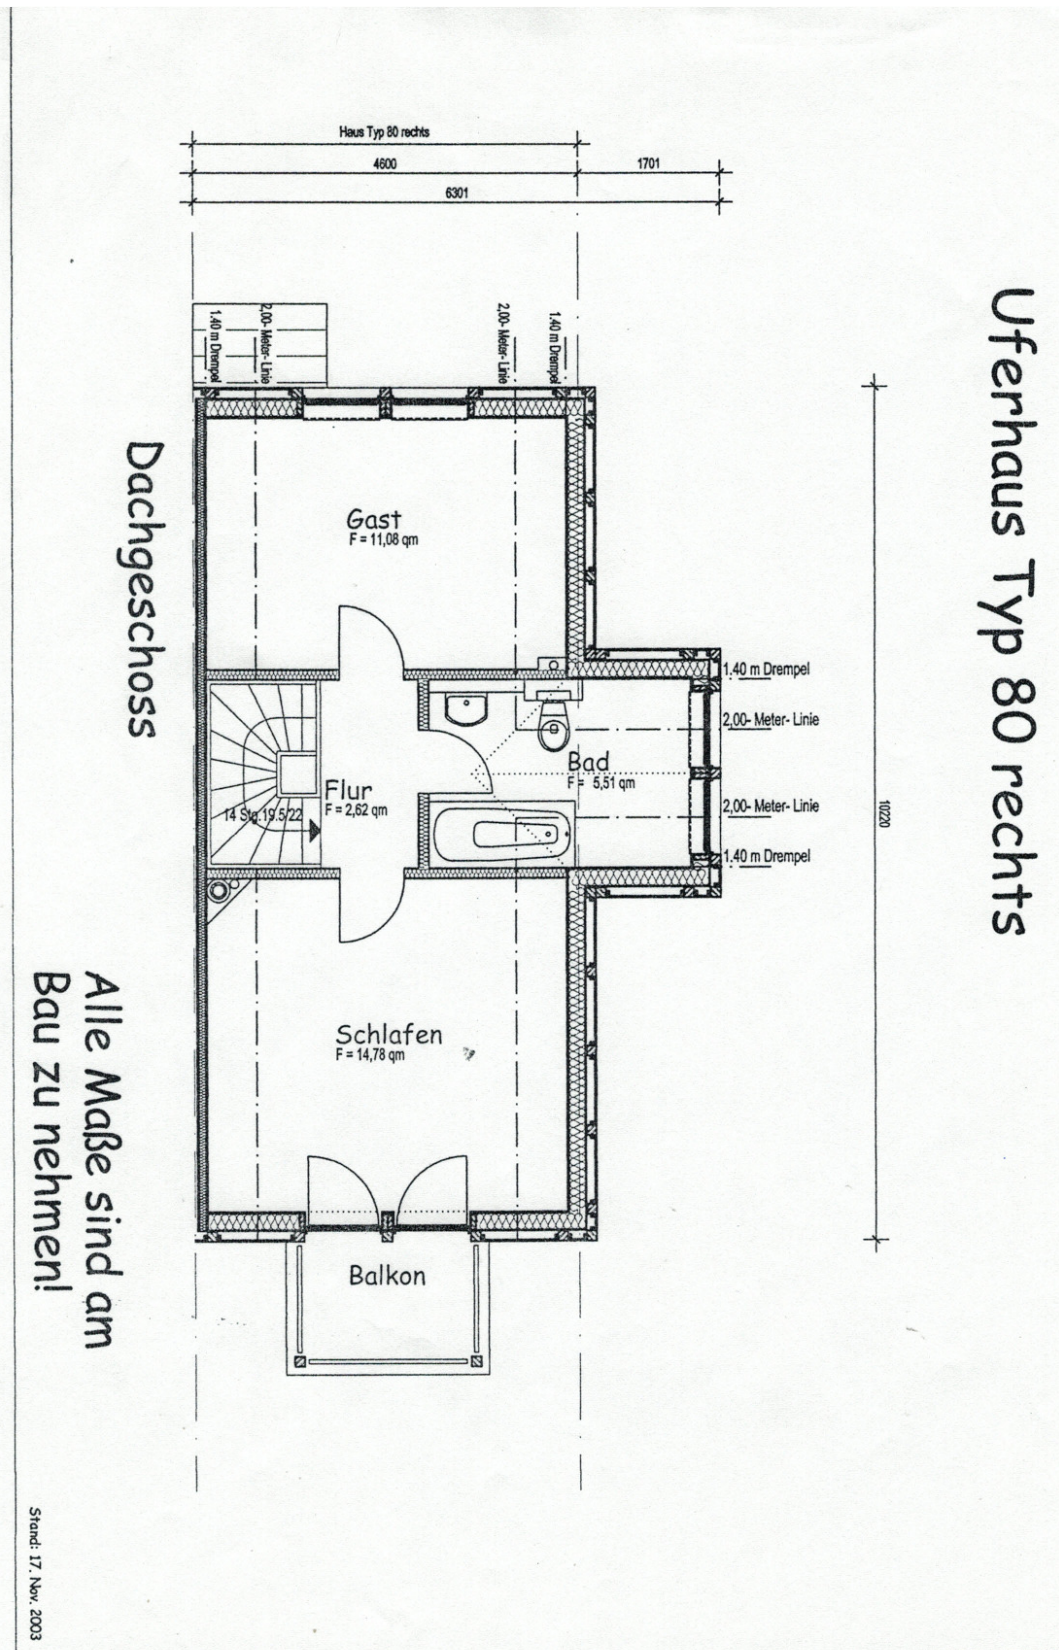 Uferhaus Typ 80 rechts
Haus Typ 80 rechts
4600
1701
6301
1.40 m Drempel
2,00- Meter- Linie
2,00- Meter- Linie
1.40 m Drempel
Gast
F = 11,08 qm
1.40 m Drempel
2,00- Meter- Linie
Bad
F = 5,51 qm
2,00- Meter- Linie
1.40 m Drempel
10220
Flur
F = 2,62 qm
14 Stg.19.5/22
Schlafen
F = 14,78 qm
Balkon
Dachgeschoss
Alle Maße sind am
Bau zu nehmen!
Stand: 17. Nov. 2003